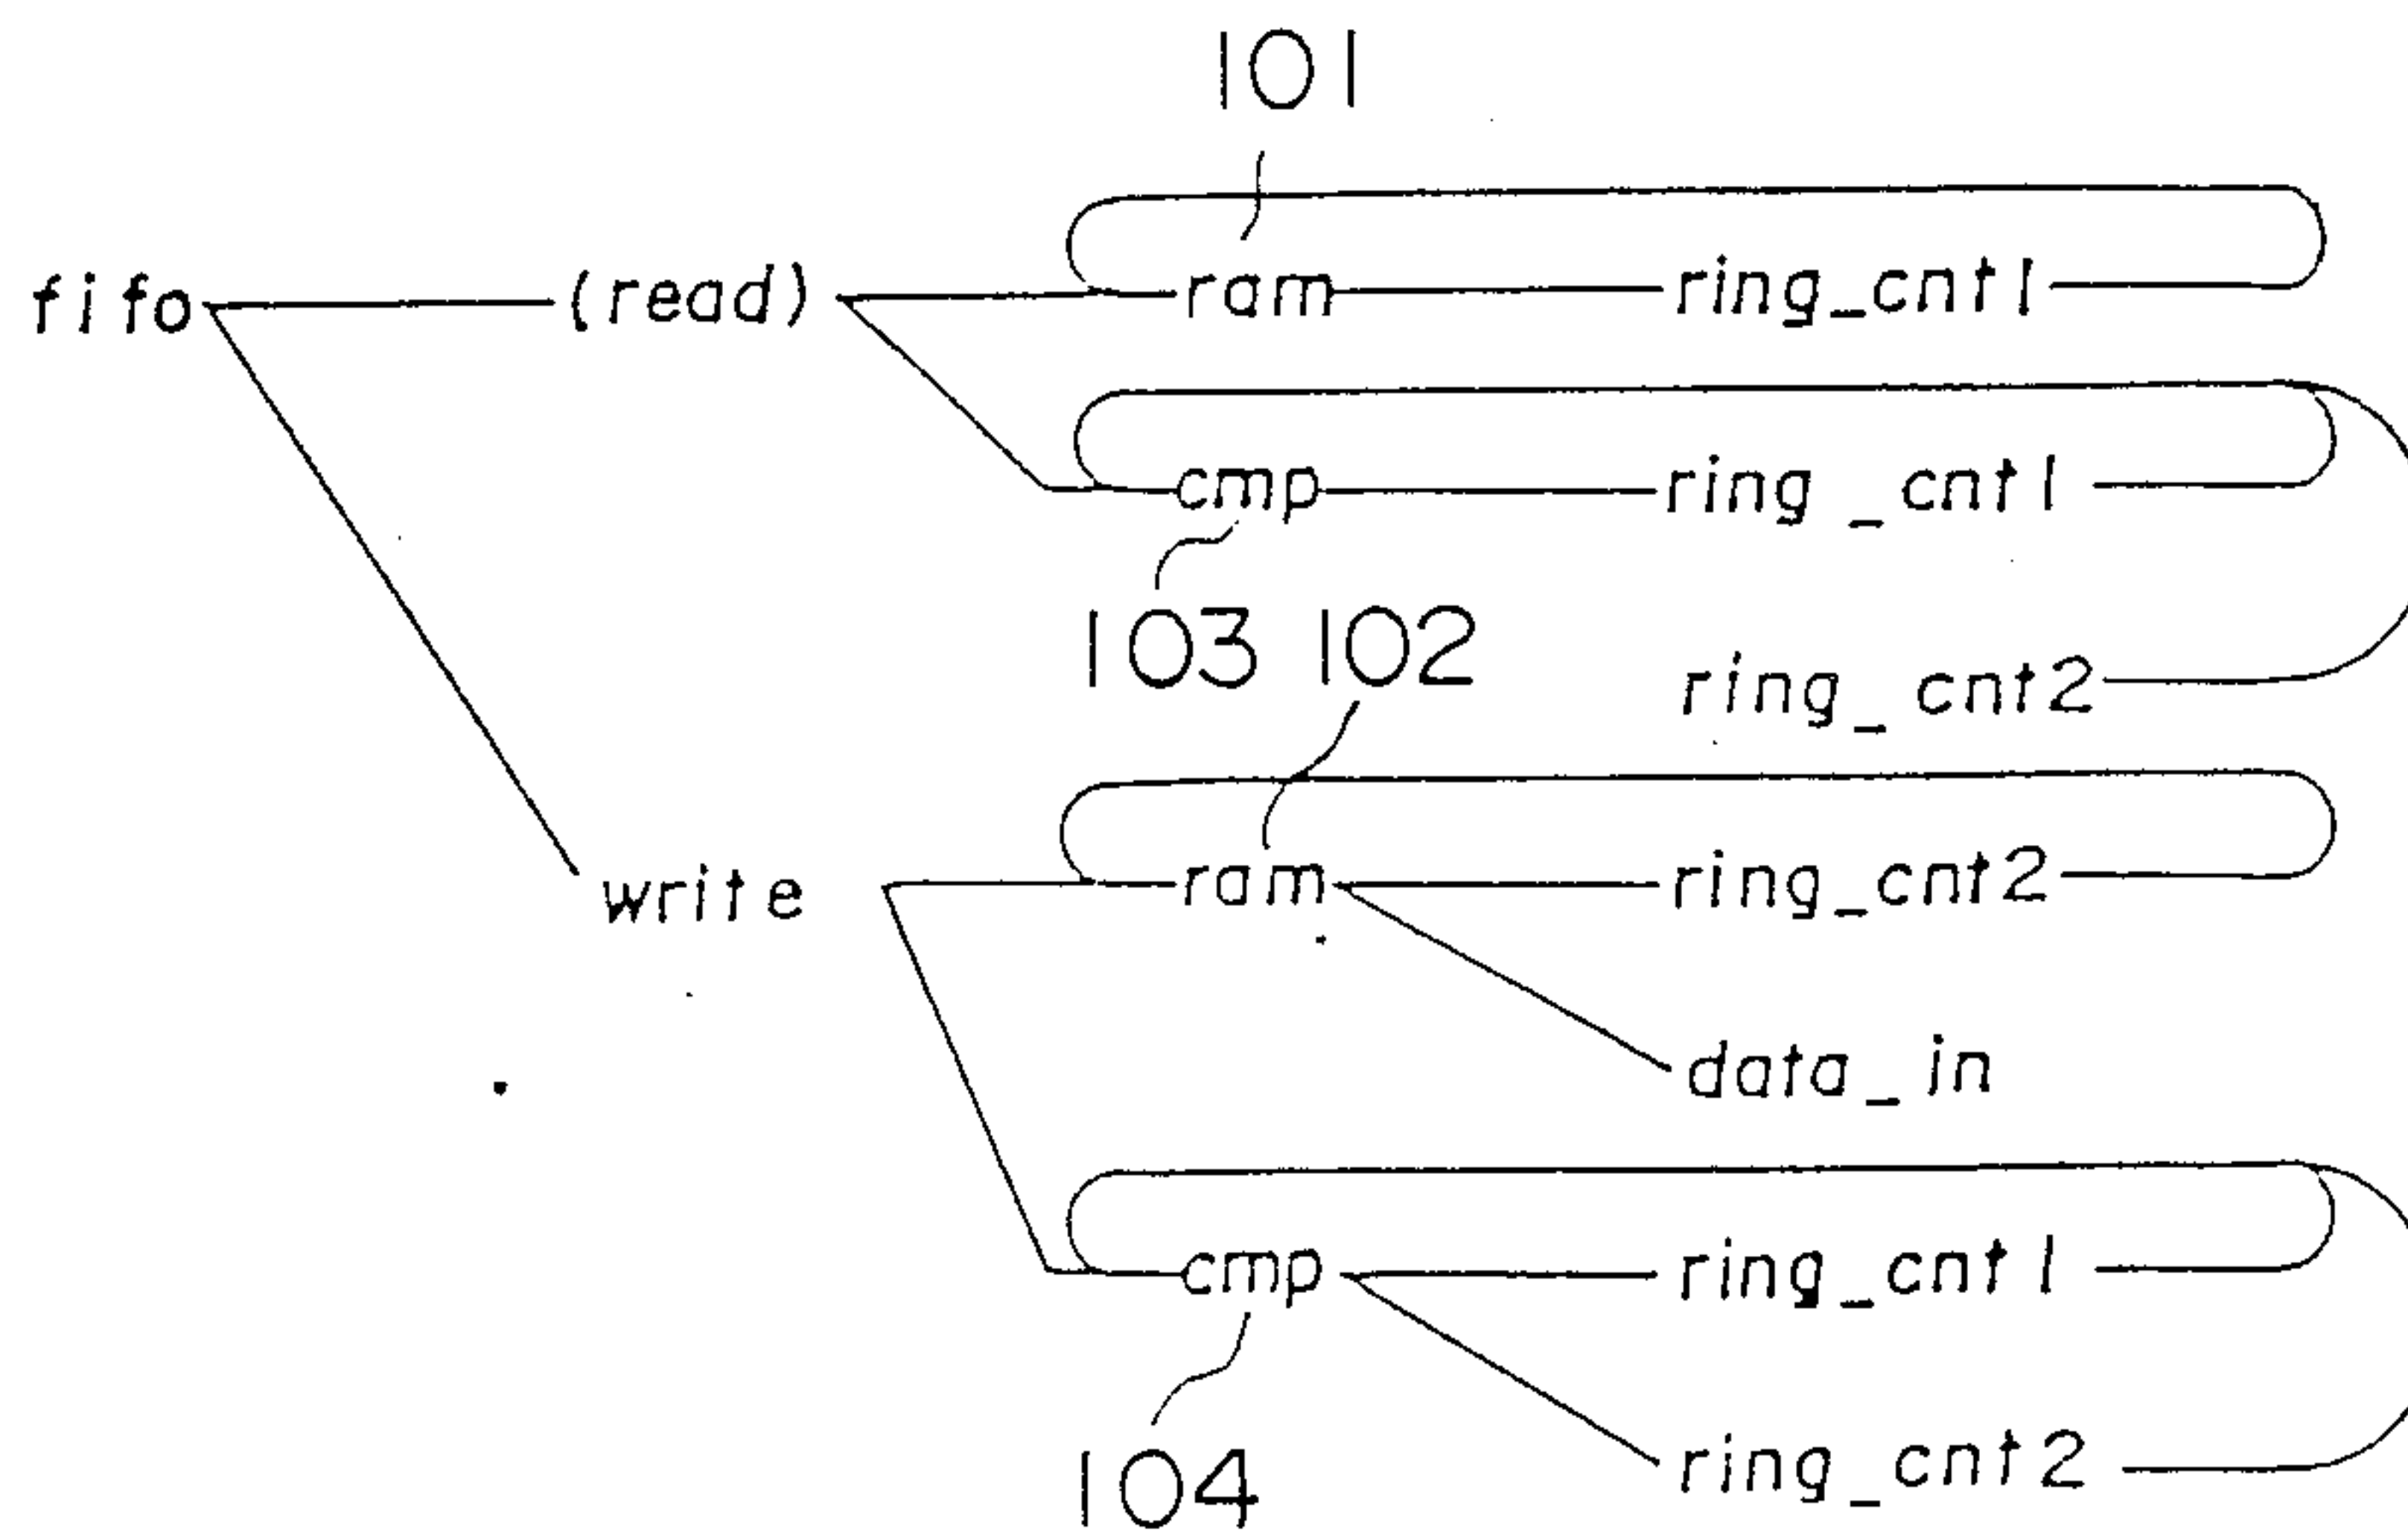 101
fifo (read) ram ring_cnt1
cmp ring_cnt1
103 102
ring_cnt2
write ram ring_cnt2
data_in
cmp ring_cnt1
104
ring_cnt2